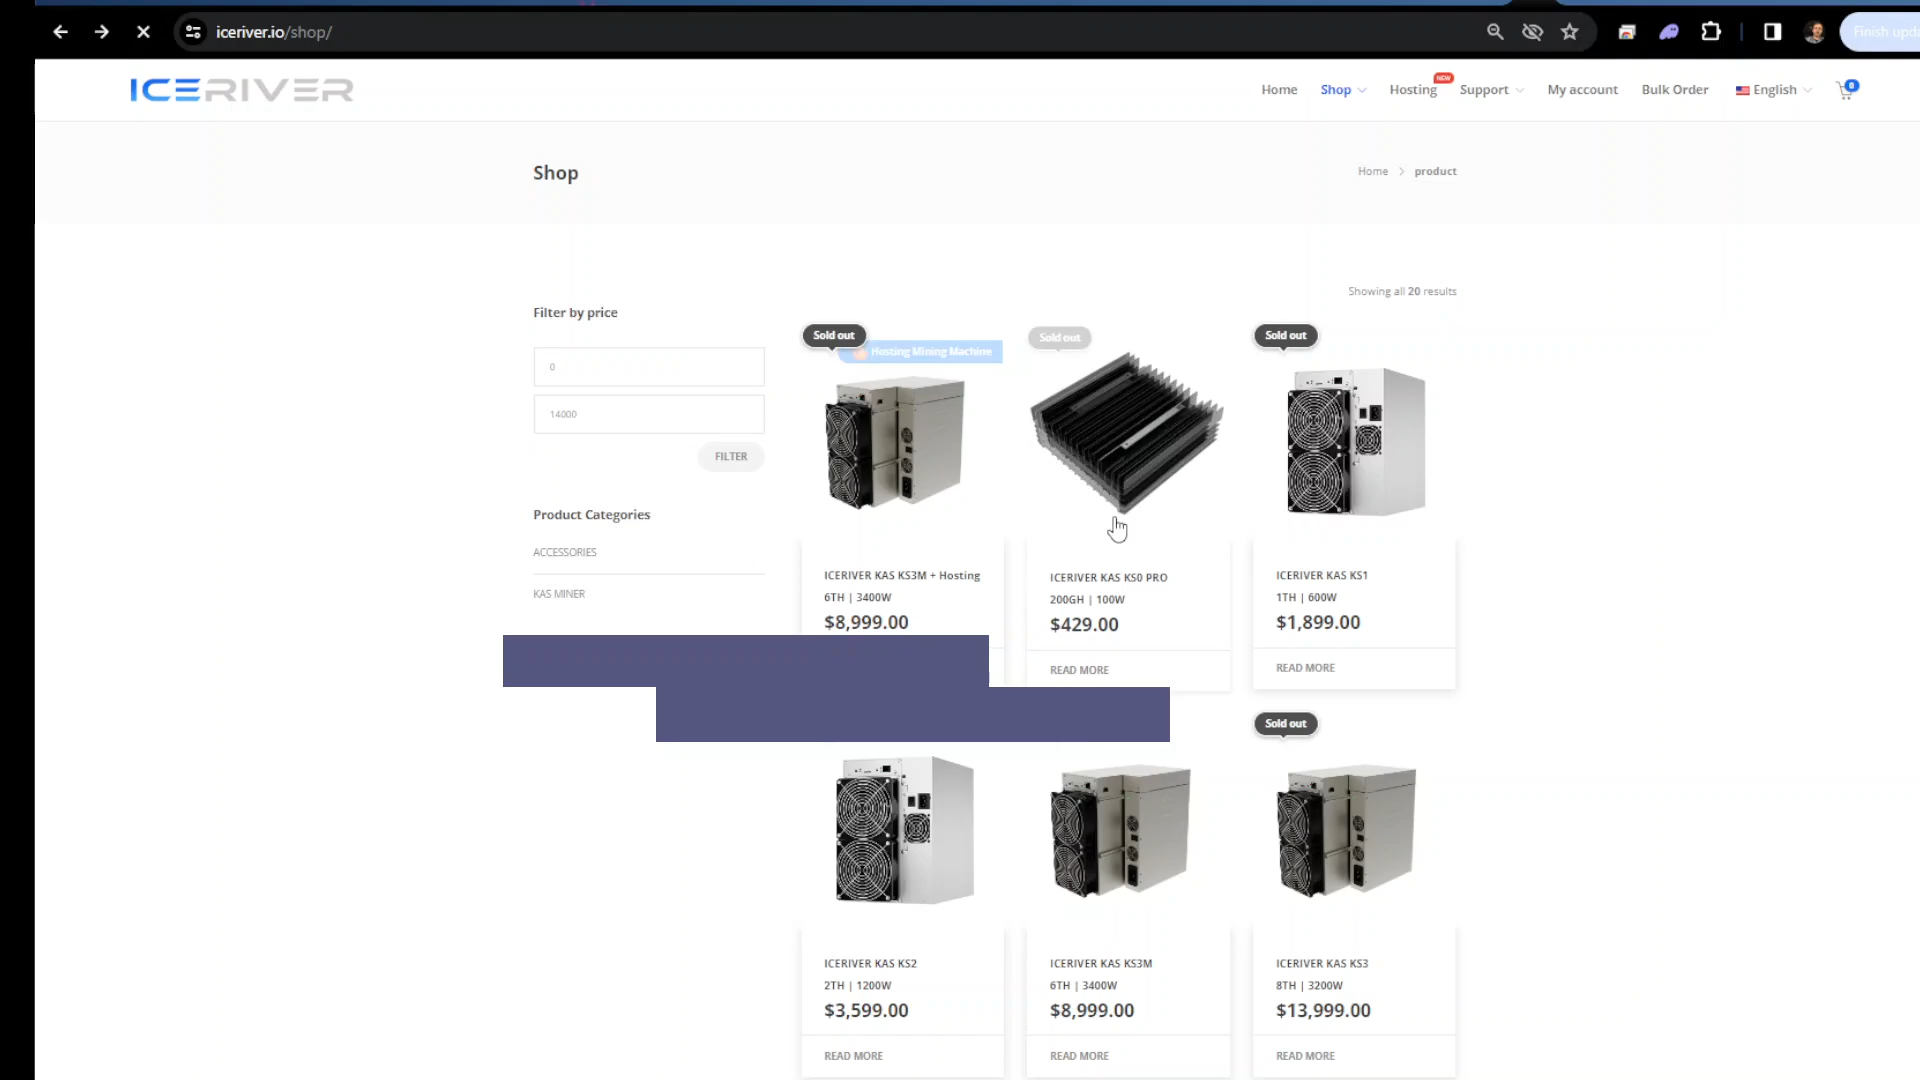 iceriver.io/shop/
Finish upda
ICERIVER
Home
Shop
Hosting
NEW
Support
My account
Bulk Order
English
0
Shop
Home > product
Showing all 20 results
Filter by price
0
14000
FILTER
Product Categories
ACCESSORIES
KAS MINER
Sold out
Hosting Mining Machine
ICERIVER KAS KS3M + Hosting
6TH | 3400W
$8,999.00
Sold out
ICERIVER KAS KS0 PRO
200GH | 100W
$429.00
READ MORE
Sold out
ICERIVER KAS KS1
1TH | 600W
$1,899.00
READ MORE
ICERIVER KAS KS2
2TH | 1200W
$3,599.00
READ MORE
ICERIVER KAS KS3M
6TH | 3400W
$8,999.00
READ MORE
Sold out
ICERIVER KAS KS3
8TH | 3200W
$13,999.00
READ MORE